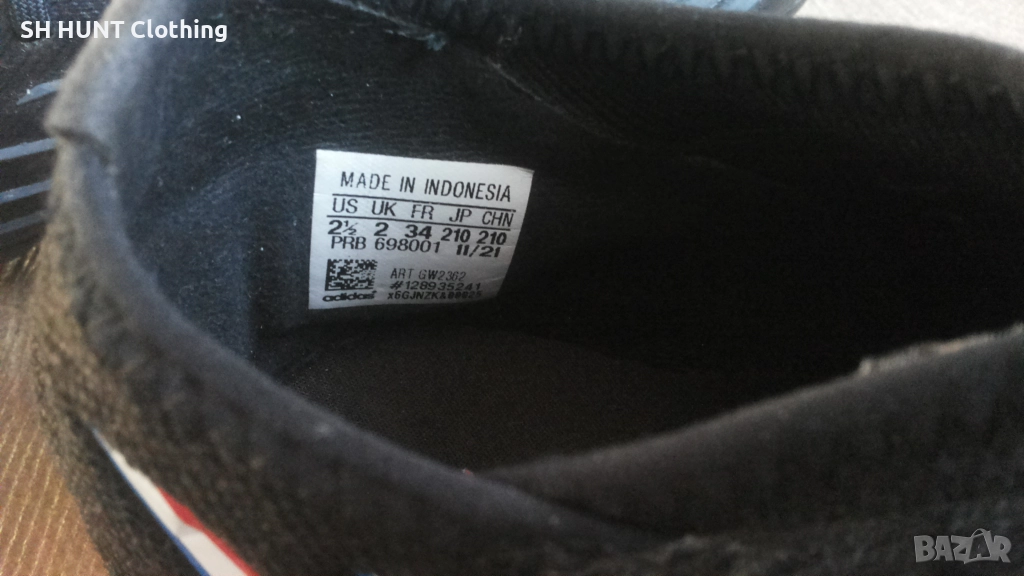 SH HUNT Clothing
MADE IN INDONESIA
US UK FR JP CHN
2½ 2 34 210 210
PRB 698001 11/21
ART GW2362
#128935241
adidas
BAZAR